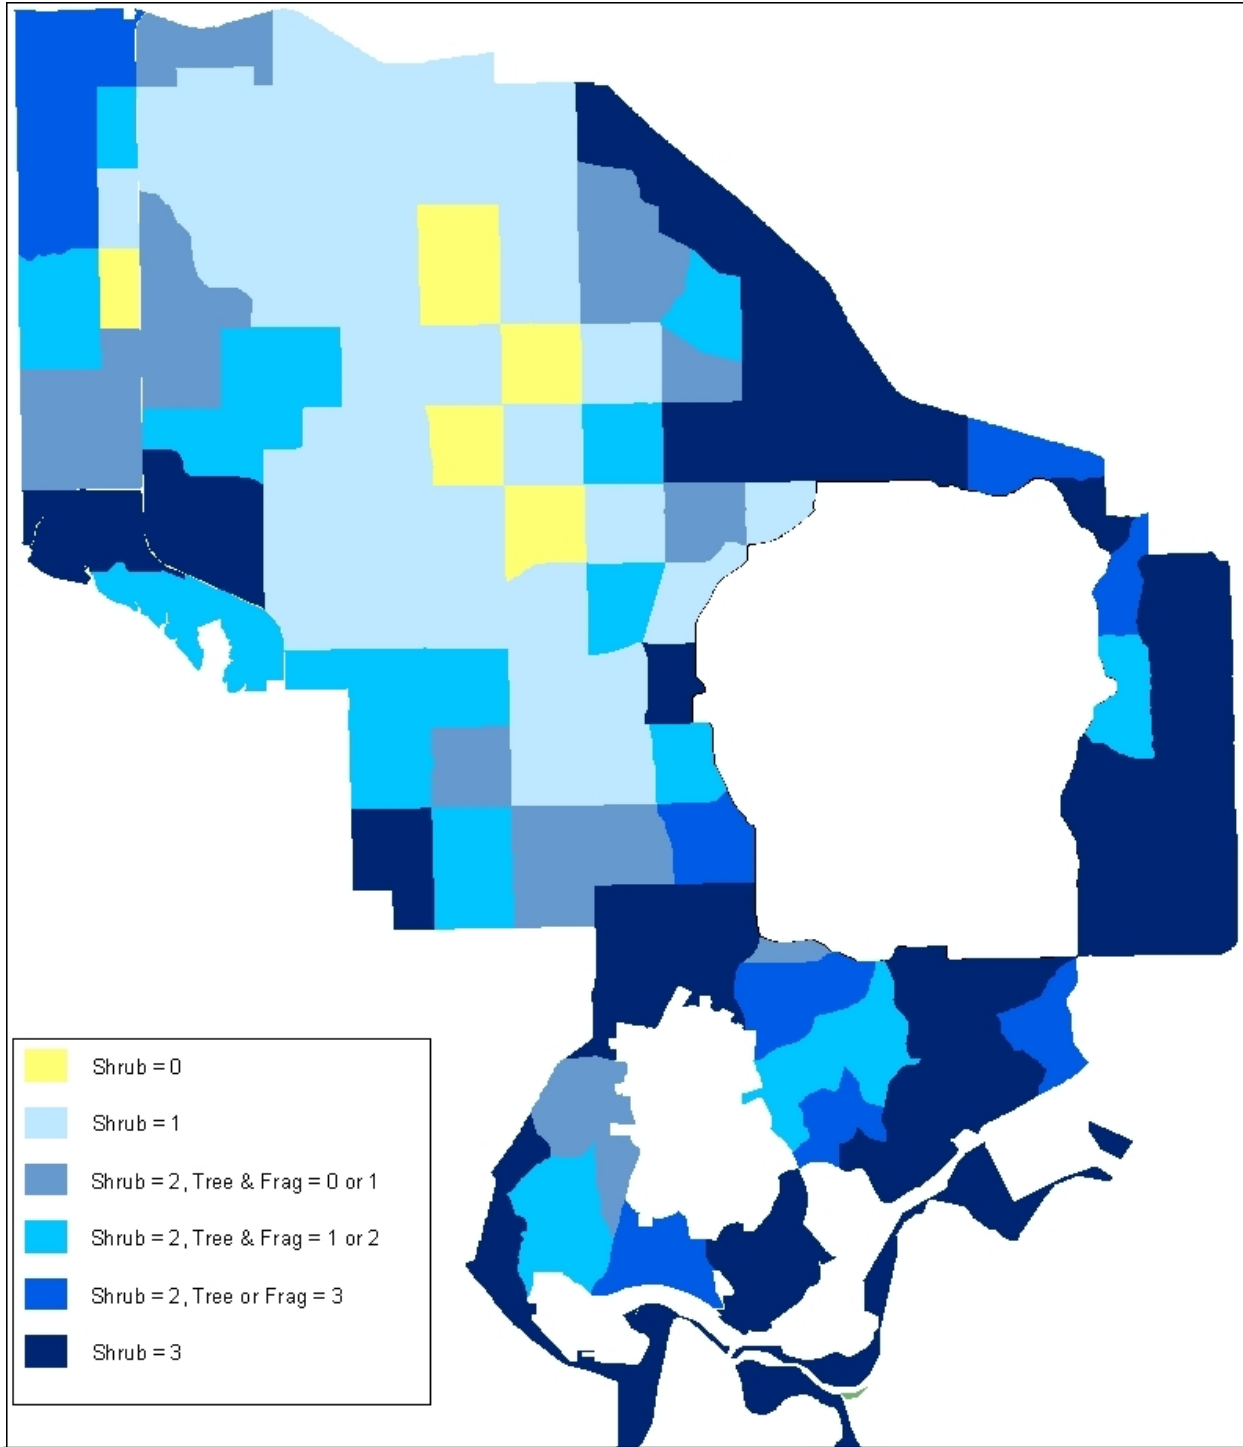 Shrub = 0
Shrub = 1
Shrub = 2, Tree & Frag = 0 or 1
Shrub = 2, Tree & Frag = 1 or 2
Shrub = 2, Tree or Frag = 3
Shrub = 3